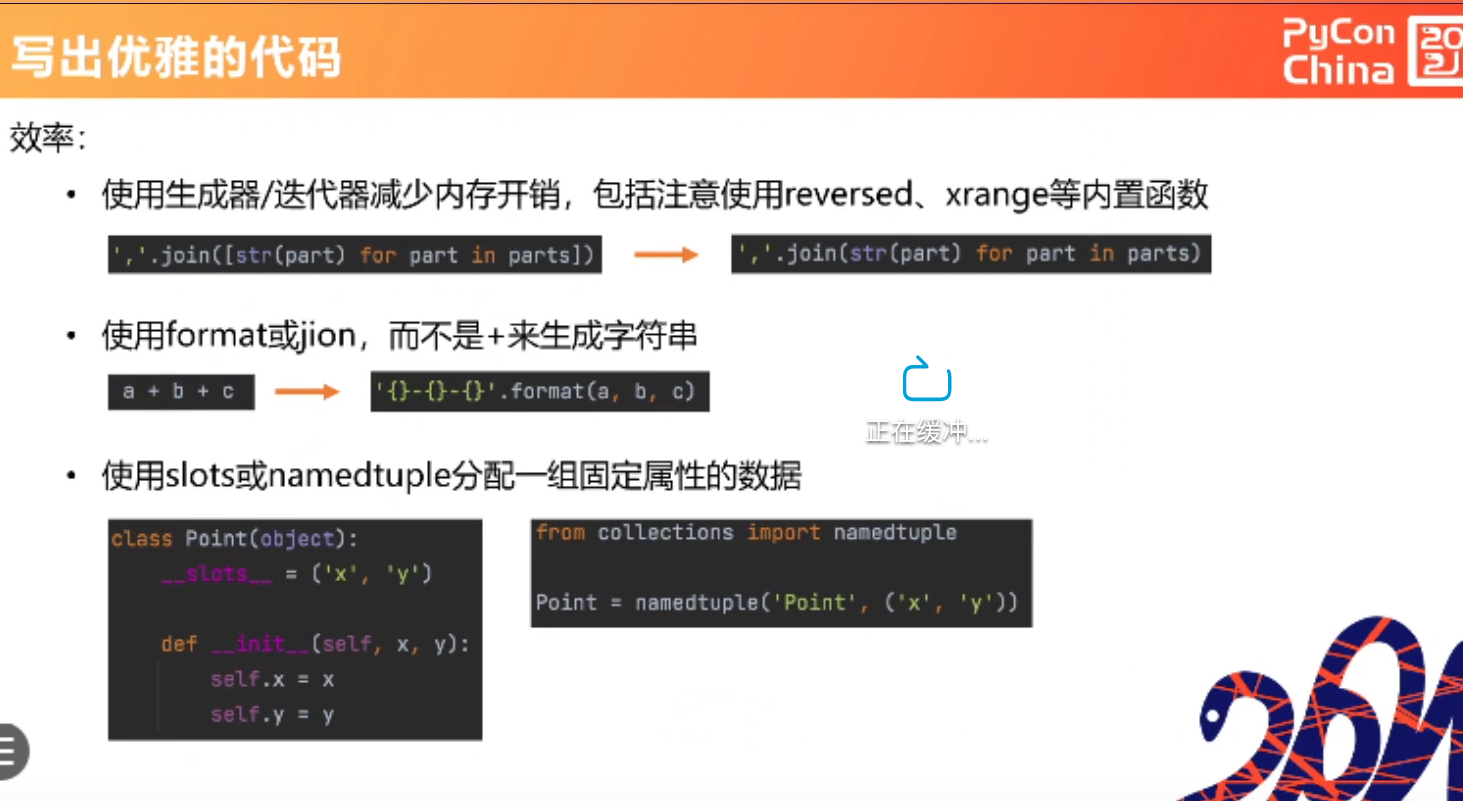 写出优雅的代码
PyCon
China
2021
效率：
• 使用生成器/迭代器减少内存开销，包括注意使用reversed、xrange等内置函数
','.join([str(part) for part in parts])
','.join(str(part) for part in parts)
• 使用format或jion，而不是+来生成字符串
a + b + c
'{}-{}-{}'.format(a, b, c)
正在缓冲...
• 使用slots或namedtuple分配一组固定属性的数据
class Point(object):
__slots__ = ('x', 'y')
def __init__(self, x, y):
self.x = x
self.y = y
from collections import namedtuple
Point = namedtuple('Point', ('x', 'y'))